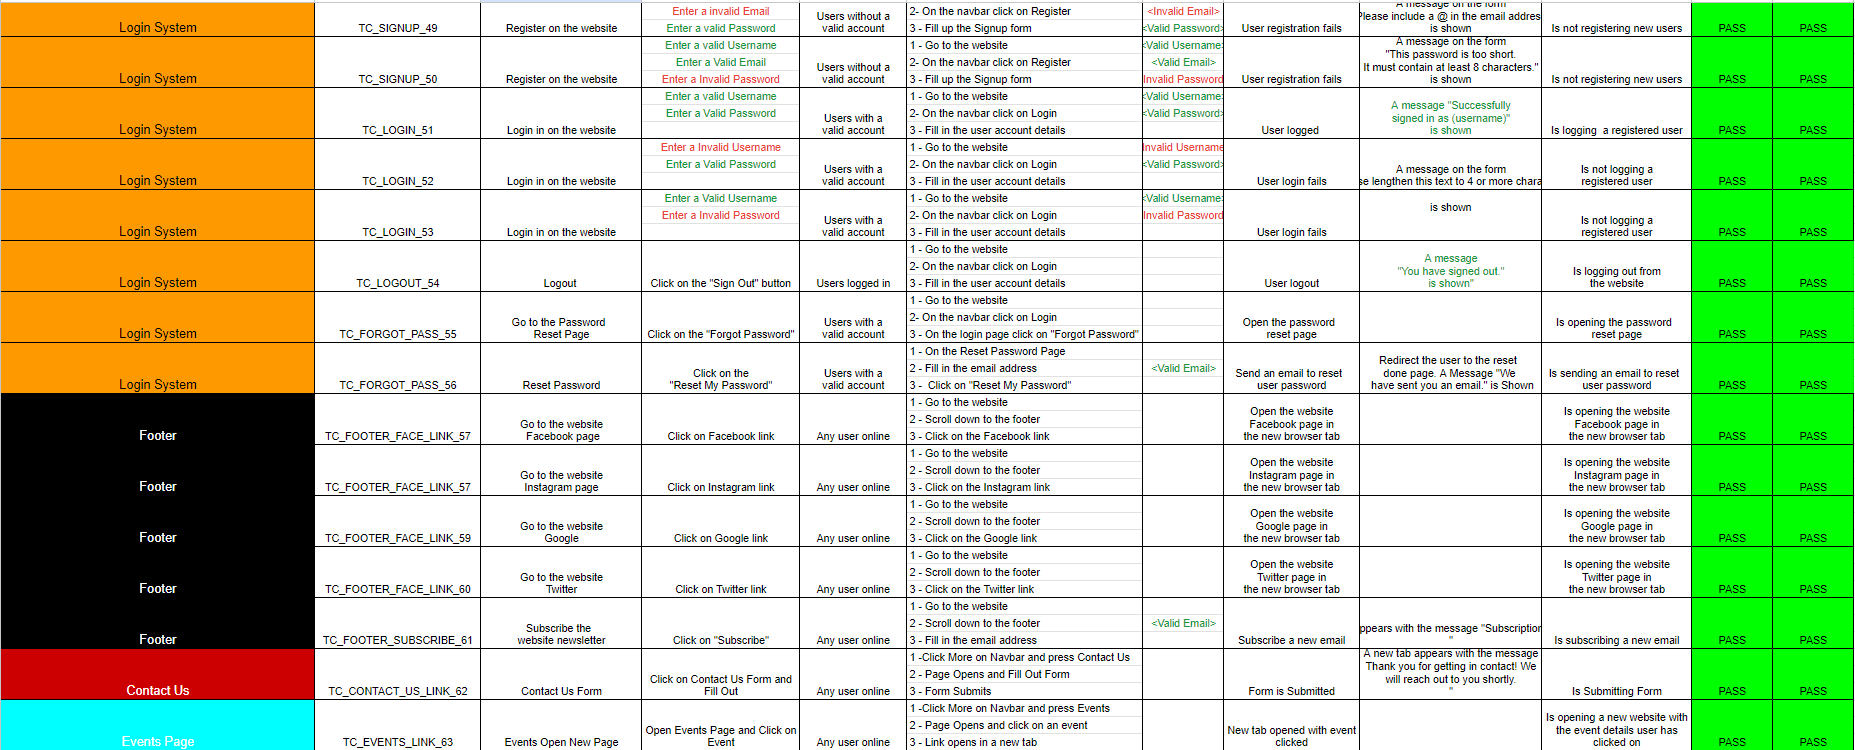 Login System
TC_SIGNUP_49
Register on the website
Enter a invalid Email
Enter a valid Password
Users without a
valid account
2- On the navbar click on Register
3 - Fill up the Signup form
<Invalid Email>
<Valid Password>
User registration fails
A message on the form
Please include a @ in the email addres
is shown
Is not registering new users
PASS
PASS
Login System
TC_SIGNUP_50
Register on the website
Enter a valid Username
Enter a valid Email
Enter a Invalid Password
Users without a
valid account
1 - Go to the website
2- On the navbar click on Register
3 - Fill up the Signup form
<Valid Username>
<Valid Email>
Invalid Password
User registration fails
A message on the form
"This password is too short.
It must contain at least 8 characters."
is shown
Is not registering new users
PASS
PASS
Login System
TC_LOGIN_51
Login in on the website
Enter a valid Username
Enter a Valid Password
Users with a
valid account
1 - Go to the website
2- On the navbar click on Login
3 - Fill in the user account details
<Valid Username>
<Valid Password>
User logged
A message "Successfully
signed in as (username)"
is shown
Is logging  a registered user
PASS
PASS
Login System
TC_LOGIN_52
Login in on the website
Enter a Invalid Username
Enter a Valid Password
Users with a
valid account
1 - Go to the website
2- On the navbar click on Login
3 - Fill in the user account details
Invalid Username
<Valid Password>
User login fails
A message on the form
se lengthen this text to 4 or more chara
Is not logging a
registered user
PASS
PASS
Login System
TC_LOGIN_53
Login in on the website
Enter a Valid Username
Enter a Invalid Password
Users with a
valid account
1 - Go to the website
2- On the navbar click on Login
3 - Fill in the user account details
<Valid Username>
Invalid Password
User login fails
is shown
Is not logging a
registered user
PASS
PASS
Login System
TC_LOGOUT_54
Logout
Click on the "Sign Out" button
Users logged in
1 - Go to the website
2- On the navbar click on Login
3 - Fill in the user account details
User logout
A message
"You have signed out."
is shown"
Is logging out from
the website
PASS
PASS
Login System
TC_FORGOT_PASS_55
Go to the Password
Reset Page
Click on the "Forgot Password"
Users with a
valid account
1 - Go to the website
2- On the navbar click on Login
3 - On the login page click on "Forgot Password"
Open the password
reset page
Is opening the password
reset page
PASS
PASS
Login System
TC_FORGOT_PASS_56
Reset Password
Click on the
"Reset My Password"
Users with a
valid account
1 - On the Reset Password Page
2 - Fill in the email address
3 -  Click on "Reset My Password"
<Valid Email>
Send an email to reset
user password
Redirect the user to the reset
done page. A Message "We
have sent you an email." is Shown
Is sending an email to reset
user password
PASS
PASS
Footer
TC_FOOTER_FACE_LINK_57
Go to the website
Facebook page
Click on Facebook link
Any user online
1 - Go to the website
2 - Scroll down to the footer
3 - Click on the Facebook link
Open the website
Facebook page in
the new browser tab
Is opening the website
Facebook page in
the new browser tab
PASS
PASS
Footer
TC_FOOTER_FACE_LINK_57
Go to the website
Instagram page
Click on Instagram link
Any user online
1 - Go to the website
2 - Scroll down to the footer
3 - Click on the Instagram link
Open the website
Instagram page in
the new browser tab
Is opening the website
Instagram page in
the new browser tab
PASS
PASS
Footer
TC_FOOTER_FACE_LINK_59
Go to the website
Google
Click on Google link
Any user online
1 - Go to the website
2 - Scroll down to the footer
3 - Click on the Google link
Open the website
Google page in
the new browser tab
Is opening the website
Google page in
the new browser tab
PASS
PASS
Footer
TC_FOOTER_FACE_LINK_60
Go to the website
Twitter
Click on Twitter link
Any user online
1 - Go to the website
2 - Scroll down to the footer
3 - Click on the Twitter link
Open the website
Twitter page in
the new browser tab
Is opening the website
Twitter page in
the new browser tab
PASS
PASS
Footer
TC_FOOTER_SUBSCRIBE_61
Subscribe the
website newsletter
Click on "Subscribe"
Any user online
1 - Go to the website
2 - Scroll down to the footer
3 - Fill in the email address
<Valid Email>
Subscribe a new email
ppears with the message "Subscription
"
Is subscribing a new email
PASS
PASS
Contact Us
TC_CONTACT_US_LINK_62
Contact Us Form
Click on Contact Us Form and
Fill Out
Any user online
1 -Click More on Navbar and press Contact Us
2 - Page Opens and Fill Out Form
3 - Form Submits
Form is Submitted
A new tab appears with the message
Thank you for getting in contact! We
will reach out to you shortly.
"
Is Submitting Form
PASS
PASS
Events Page
TC_EVENTS_LINK_63
Events Open New Page
Open Events Page and Click on
Event
Any user online
1 -Click More on Navbar and press Events
2 - Page Opens and click on an event
3 - Link opens in a new tab
New tab opened with event
clicked
Is opening a new website with
the event details user has
clicked on
PASS
PASS